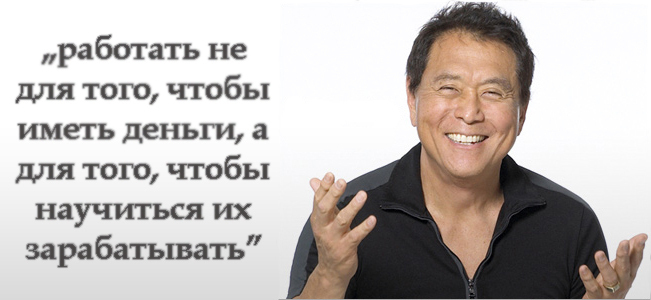 „работать не
для того, чтобы
иметь деньги, а
для того, чтобы
научиться их
зарабатывать”